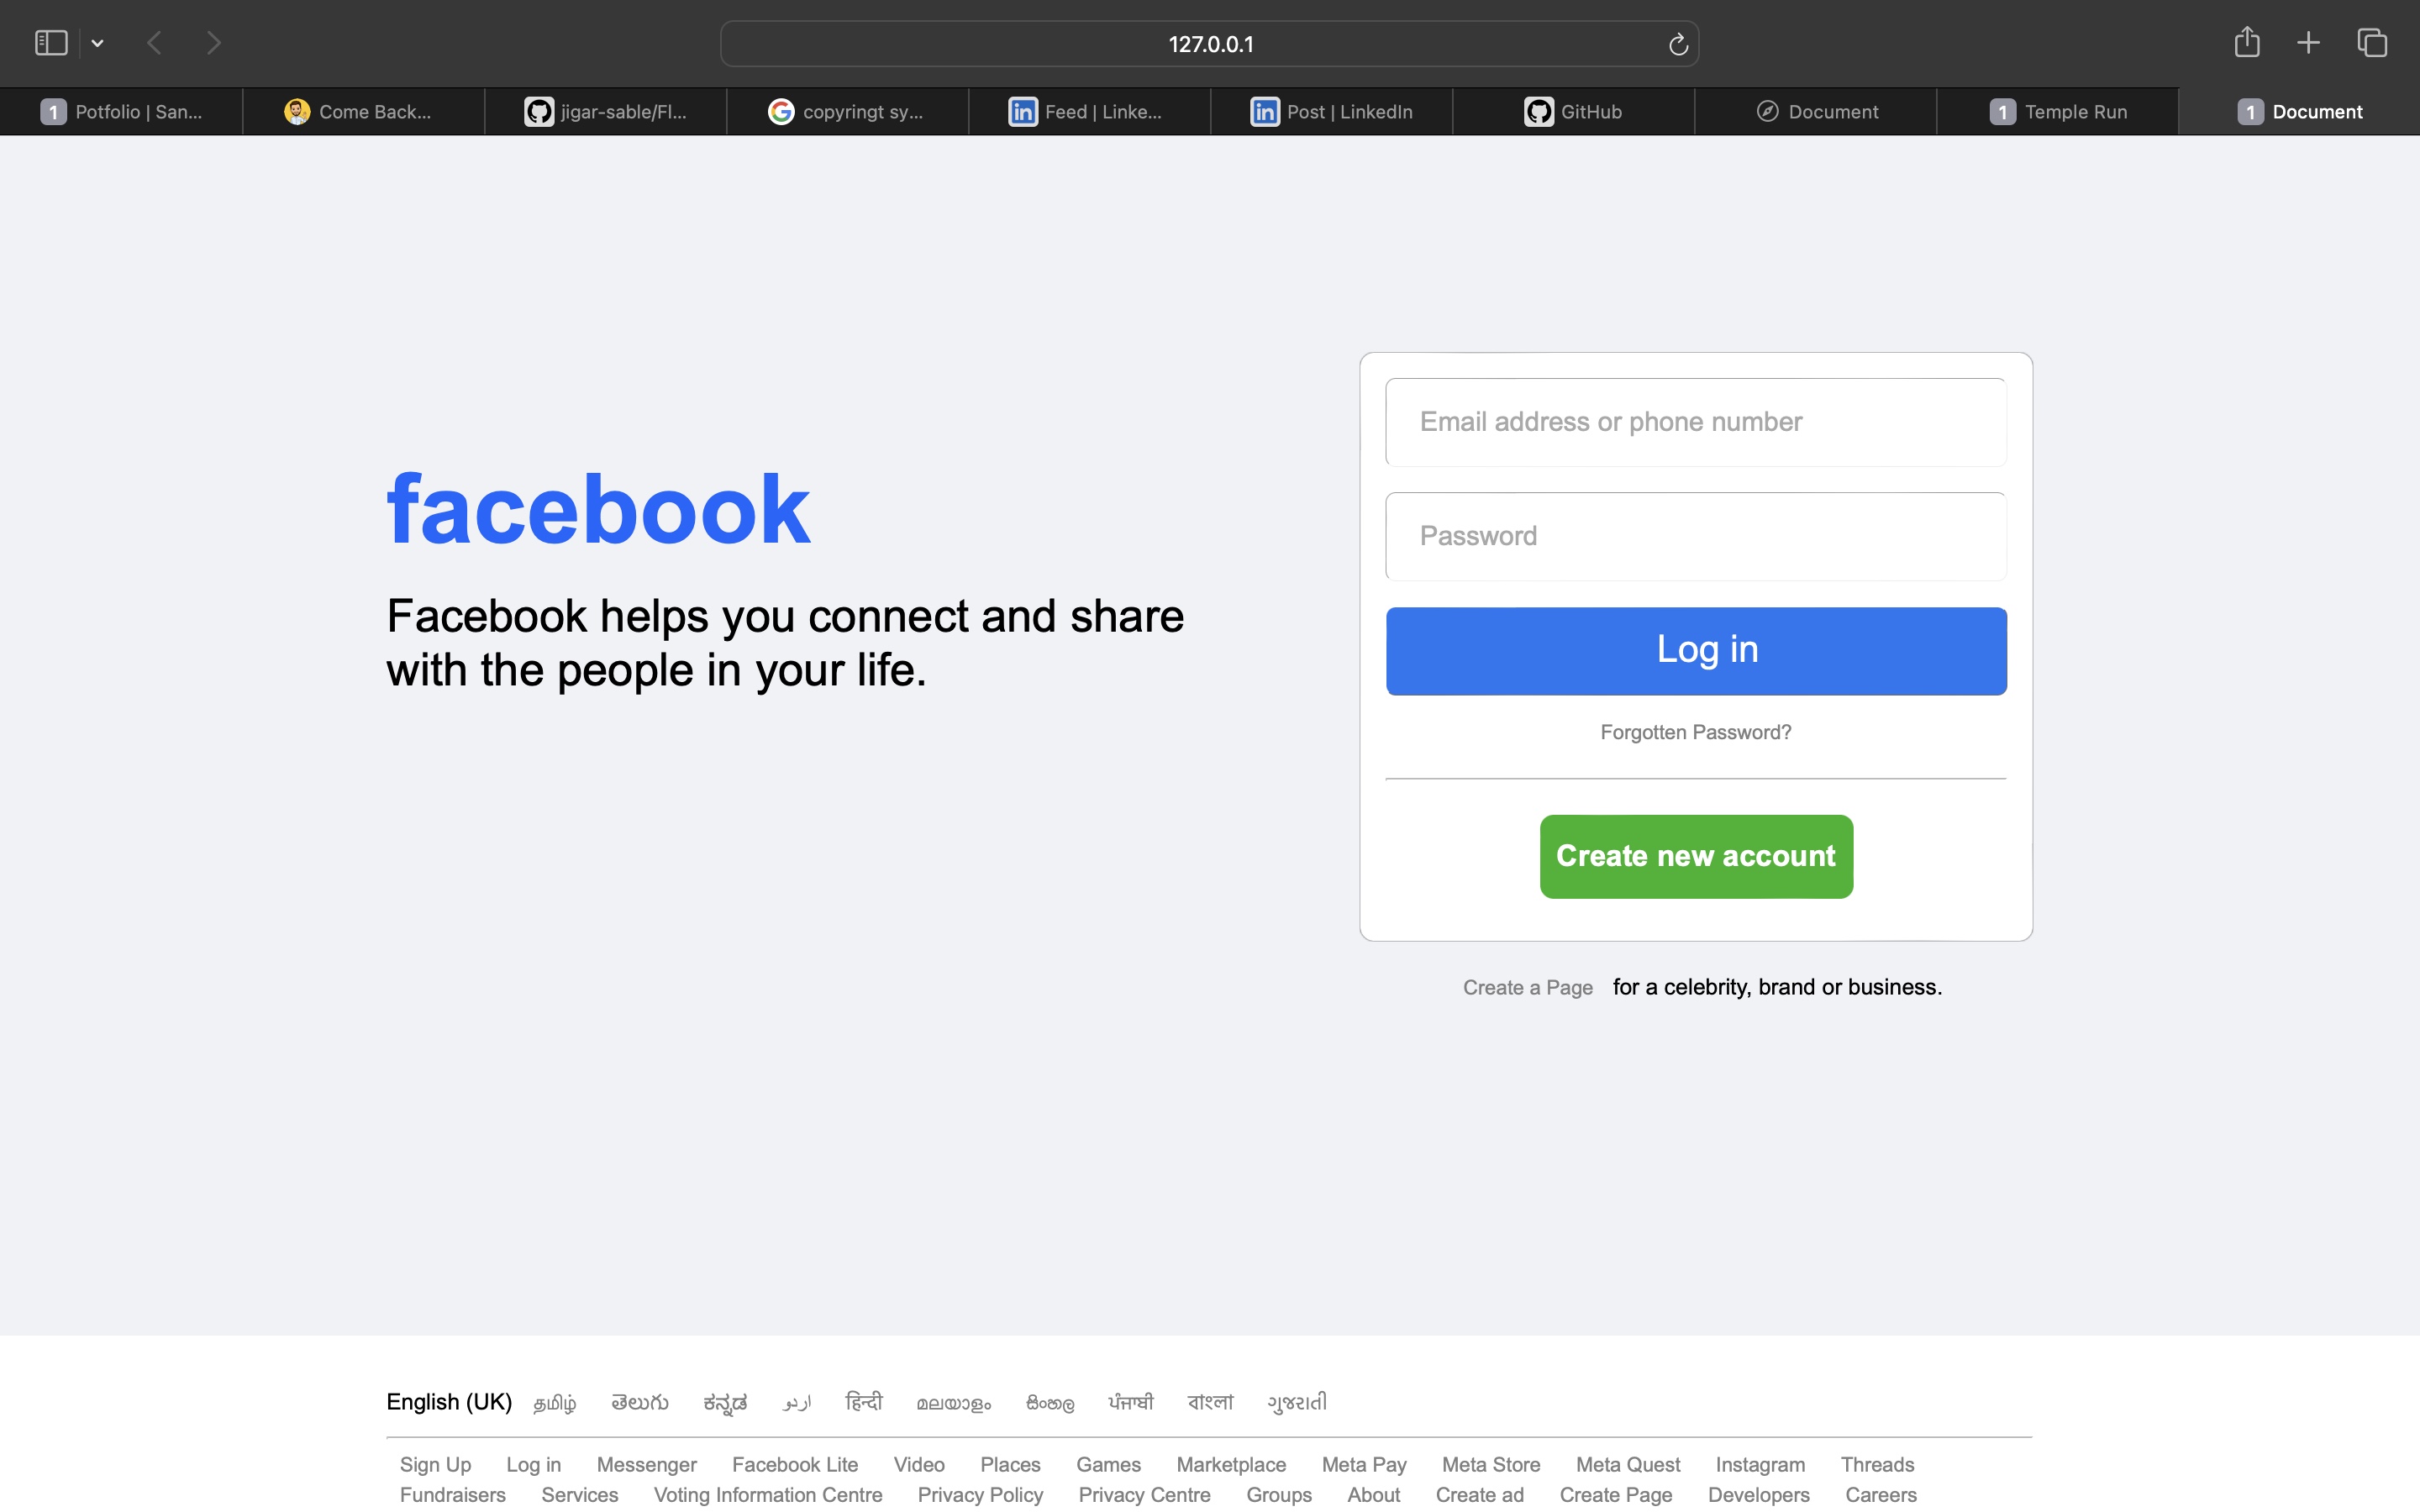 127.0.0.1
1 Potfolio | San... Come Back... jigar-sable/Fl... copyringt sy... Feed | Linke... Post | LinkedIn GitHub Document 1 Temple Run 1 Document
facebook
Facebook helps you connect and share
with the people in your life.
Email address or phone number
Password
Log in
Forgotten Password?
Create new account
Create a Page for a celebrity, brand or business.
English (UK) தமிழ் తెలుగు ಕನ್ನಡ اردو हिन्दी മലയാളം සිංහල ਪੰਜਾਬੀ বাংলা ગુજરાતી
Sign Up Log in Messenger Facebook Lite Video Places Games Marketplace Meta Pay Meta Store Meta Quest Instagram Threads
Fundraisers Services Voting Information Centre Privacy Policy Privacy Centre Groups About Create ad Create Page Developers Careers